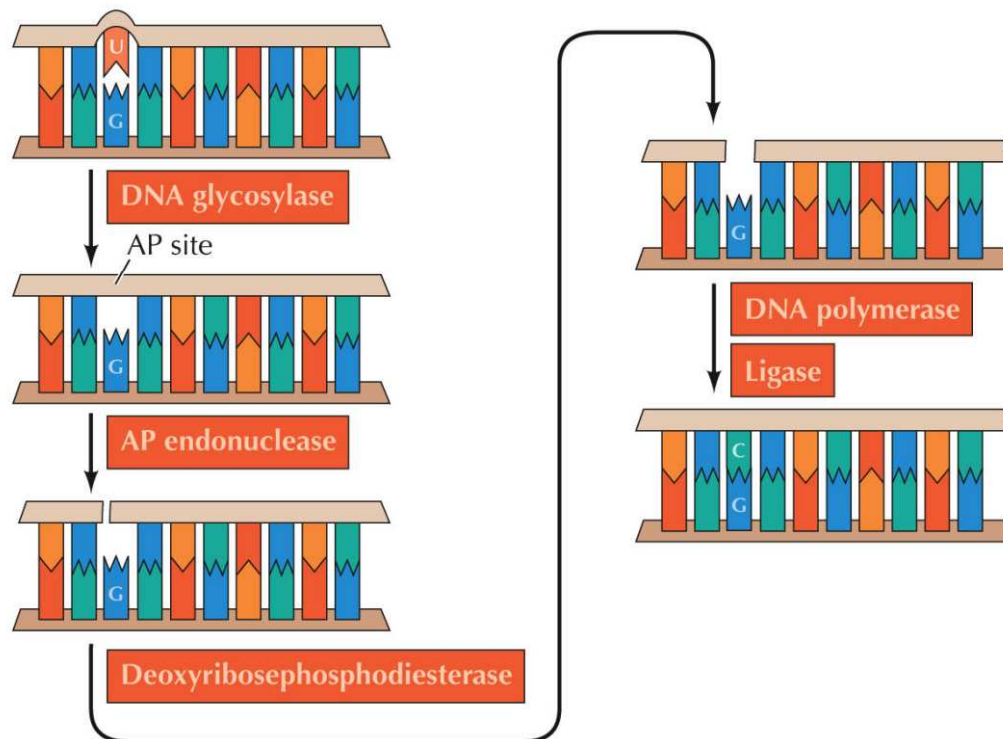 U
G
DNA glycosylase
AP site
G
AP endonuclease
G
Deoxyribosephosphodiesterase
G
DNA polymerase
Ligase
C
G